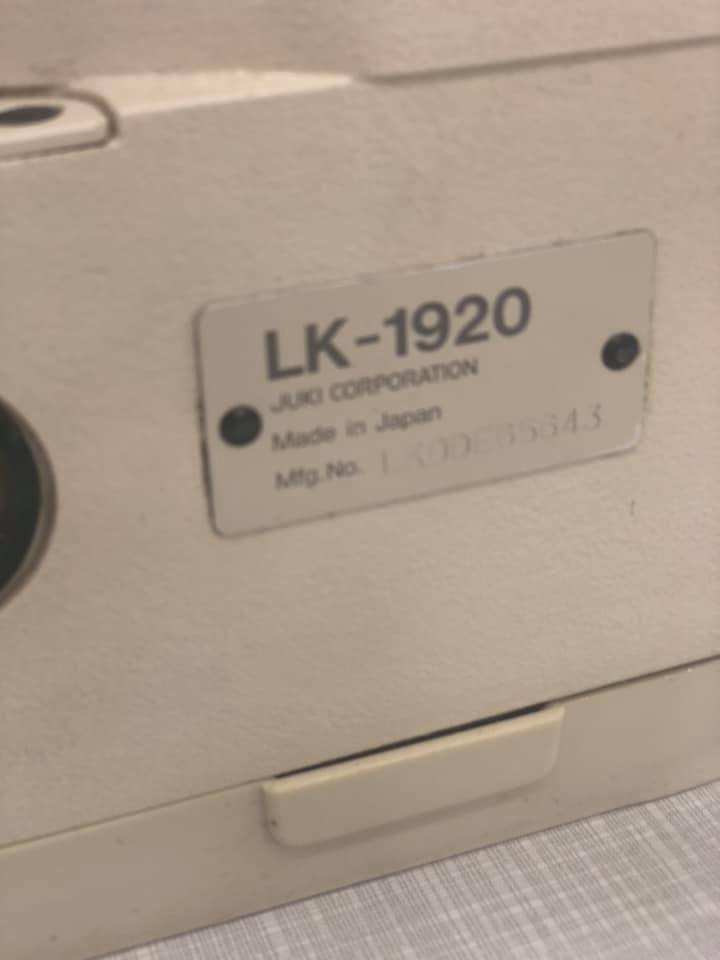 LK-1920
JUKI CORPORATION
Made in Japan
Mfg.No.